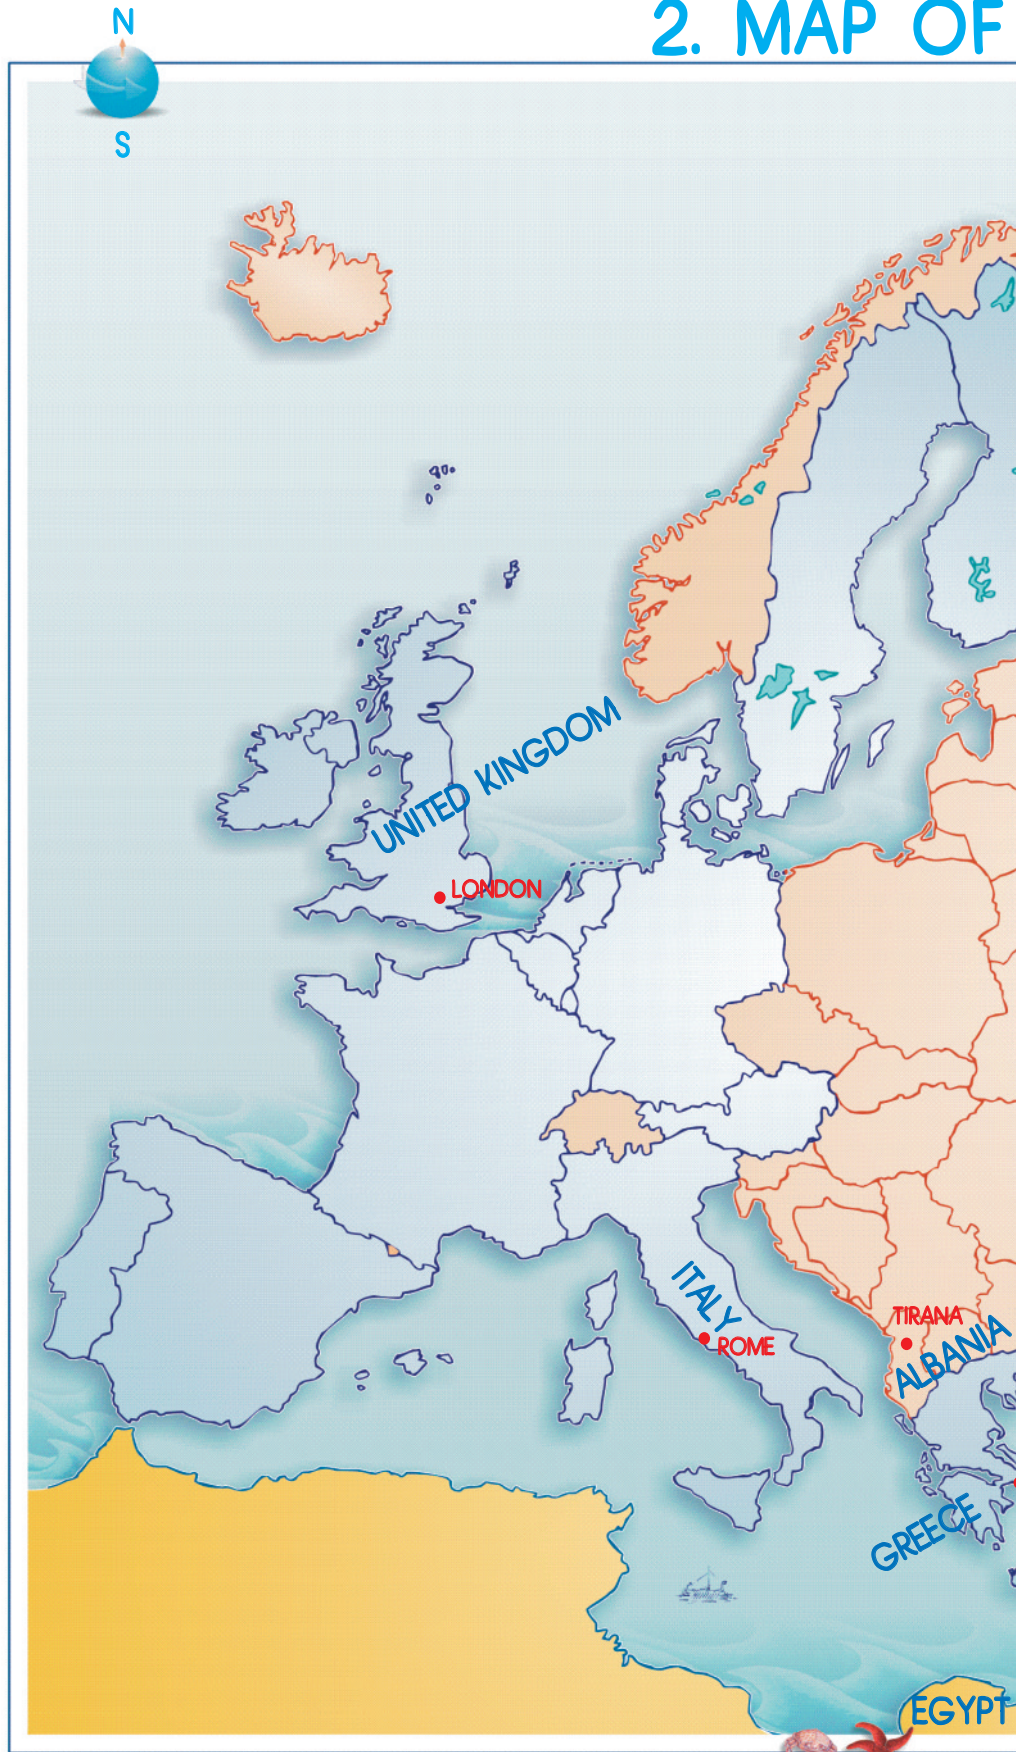 2. MAP OF
N
S
UNITED KINGDOM
LONDON
ITALY
ROME
TIRANA
ALBANIA
GREECE
EGYPT